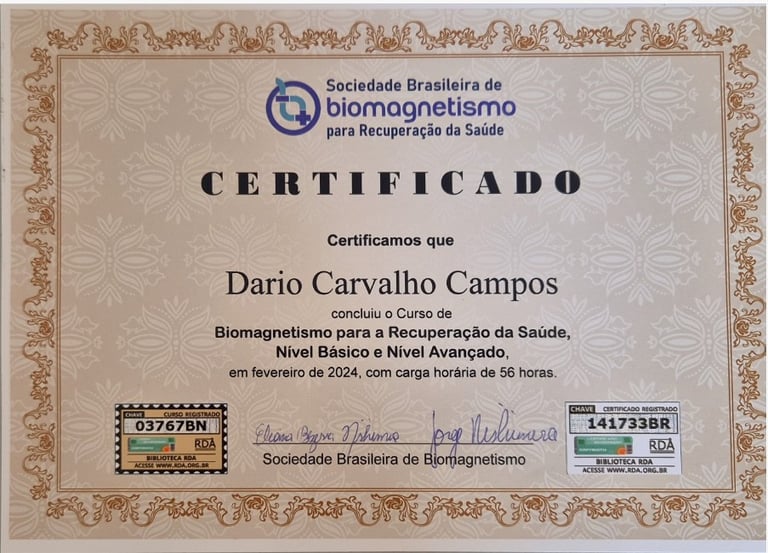 Sociedade Brasileira de
biomagnetismo
para Recuperação da Saúde
CERTIFICADO
Certificamos que
Dario Carvalho Campos
concluiu o Curso de
Biomagnetismo para a Recuperação da Saúde,
Nível Básico e Nível Avançado,
em fevereiro de 2024, com carga horária de 56 horas.
CHAVE CURSO REGISTRADO
03767BN
RDA
BIBLIOTECA RDA
ACESSE WWW.RDA.ORG.BR
Jorge Nishimura
Sociedade Brasileira de Biomagnetismo
CHAVE CERTIFICADO REGISTRADO
141733BR
RDA
BIBLIOTECA RDA
ACESSE WWW.RDA.ORG.BR